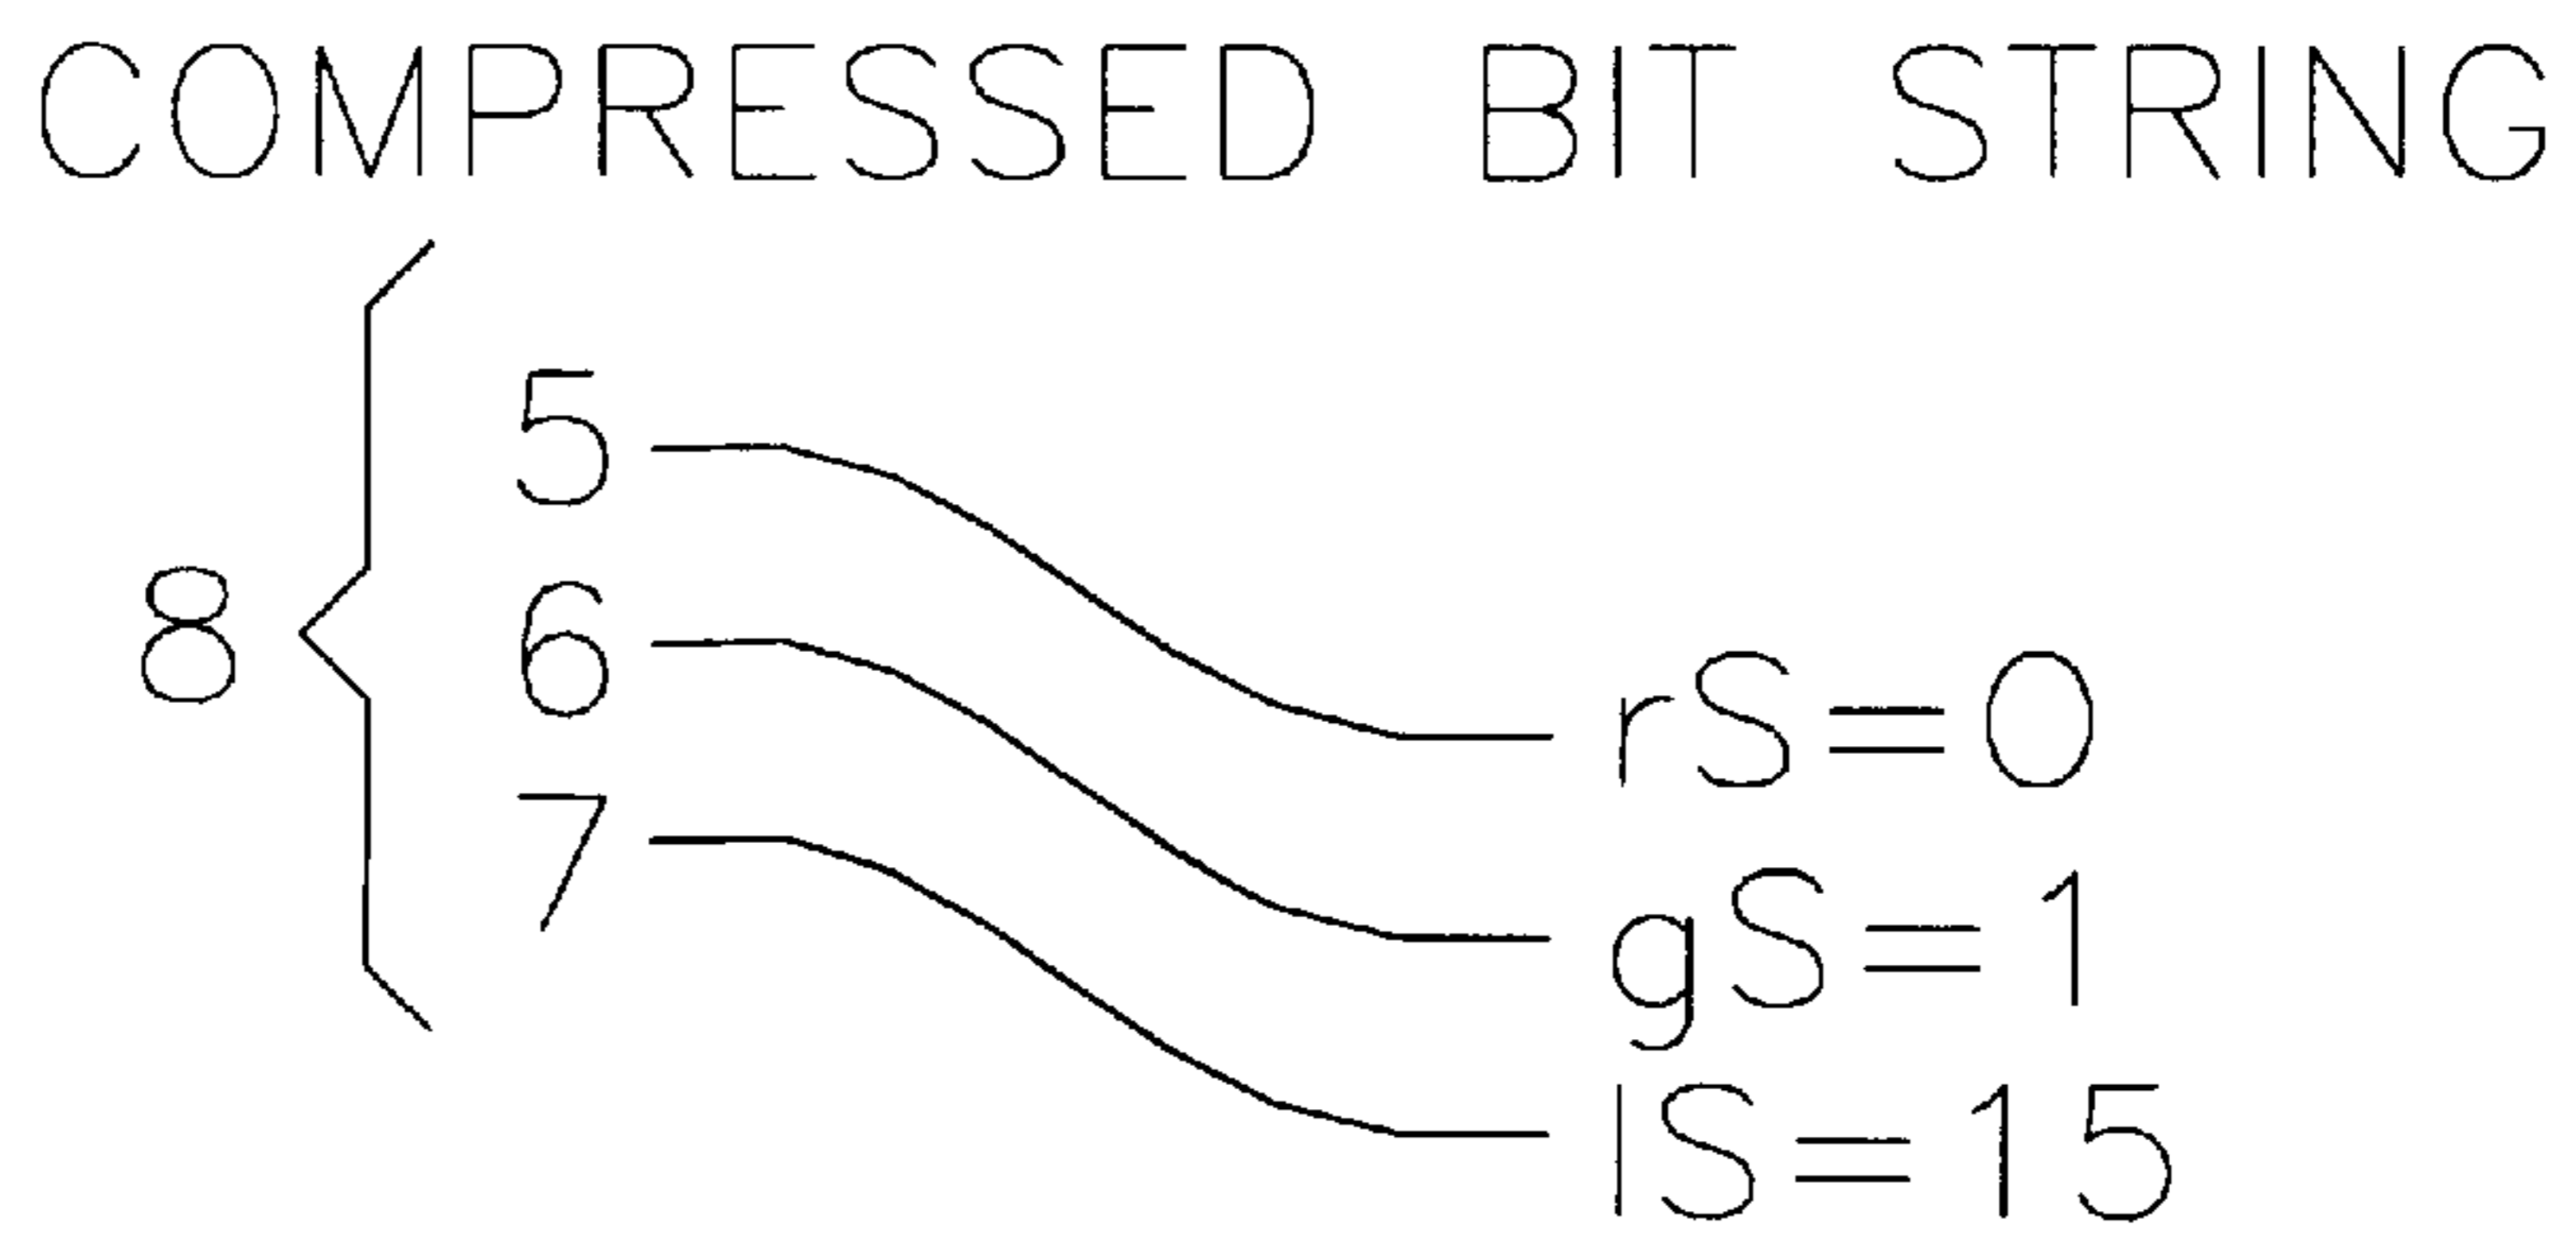 COMPRESSED BIT STRING
5
6
8
7
rS=0
gS=1
lS=15